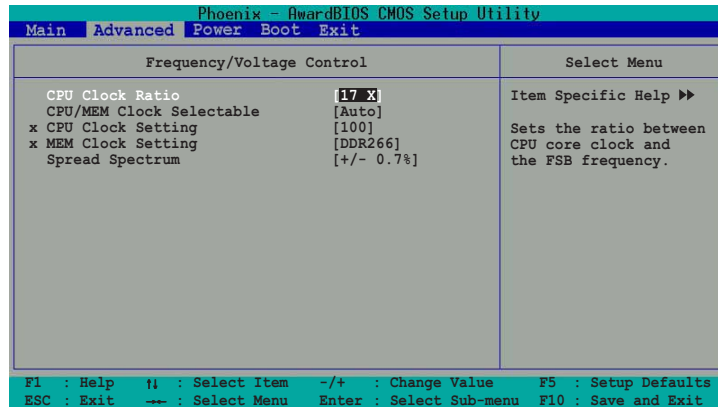 Phoenix - AwardBIOS CMOS Setup Utility
Main Advanced Power Boot Exit
Frequency/Voltage Control
Select Menu
CPU Clock Ratio [17 X]
CPU/MEM Clock Selectable [Auto]
x CPU Clock Setting [100]
x MEM Clock Setting [DDR266]
Spread Spectrum [+/- 0.7%]
Item Specific Help ▶▶
Sets the ratio between
CPU core clock and
the FSB frequency.
F1 : Help ↑↓ : Select Item -/+ : Change Value F5 : Setup Defaults
ESC : Exit →← : Select Menu Enter : Select Sub-menu F10 : Save and Exit